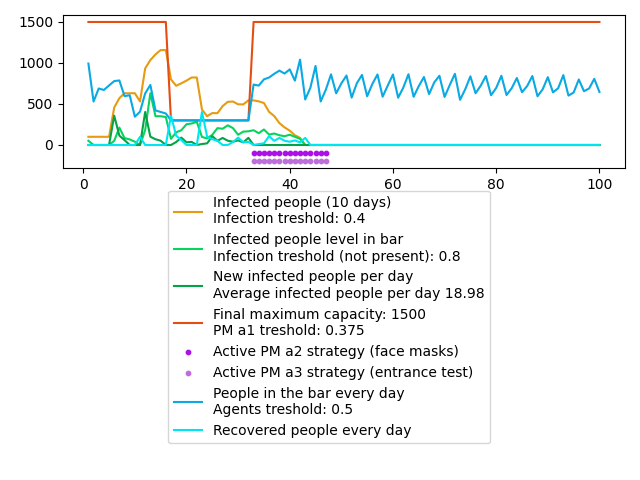 1500
1000
500
0
0 20 40 60 80 100
Infected people (10 days)
Infection treshold: 0.4
Infected people level in bar
Infection treshold (not present): 0.8
New infected people per day
Average infected people per day 18.98
Final maximum capacity: 1500
PM a1 treshold: 0.375
Active PM a2 strategy (face masks)
Active PM a3 strategy (entrance test)
People in the bar every day
Agents treshold: 0.5
Recovered people every day